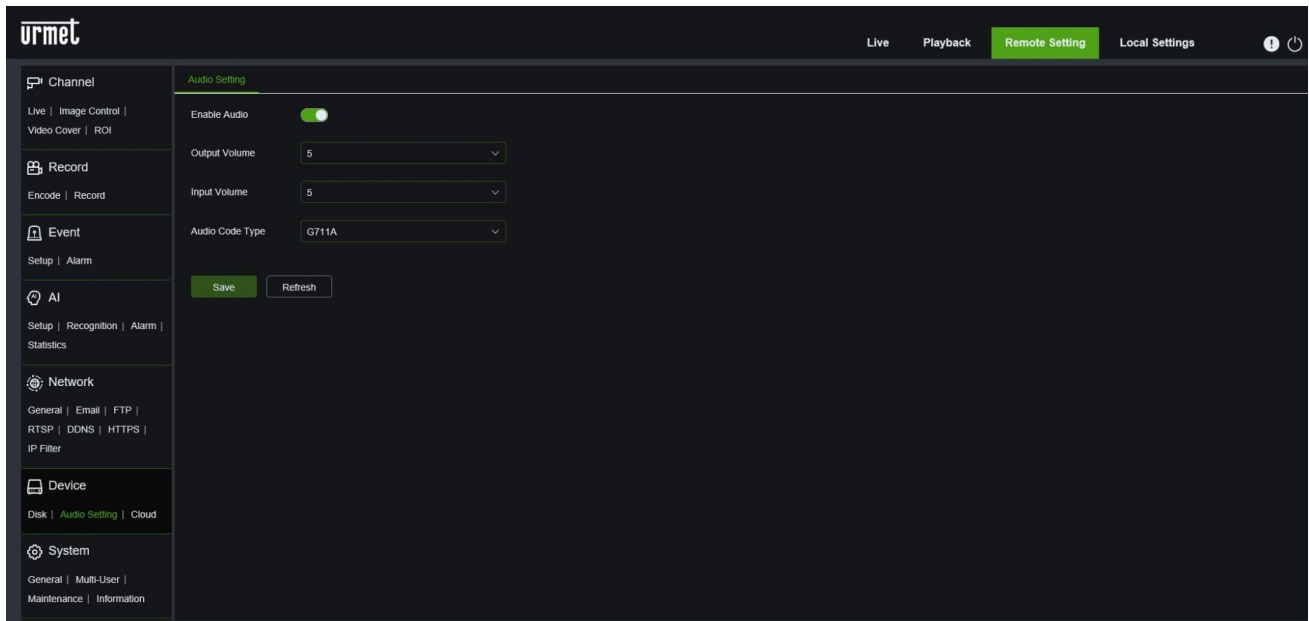 urmet
Live Playback Remote Setting Local Settings
Channel
Live | Image Control |
Video Cover | ROI
Record
Encode | Record
Event
Setup | Alarm
AI
Setup | Recognition | Alarm |
Statistics
Network
General | Email | FTP |
RTSP | DDNS | HTTPS |
IP Filter
Device
Disk | Audio Setting | Cloud
System
General | Multi-User |
Maintenance | Information
Audio Setting
Enable Audio
Output Volume 5
Input Volume 5
Audio Code Type G711A
Save Refresh